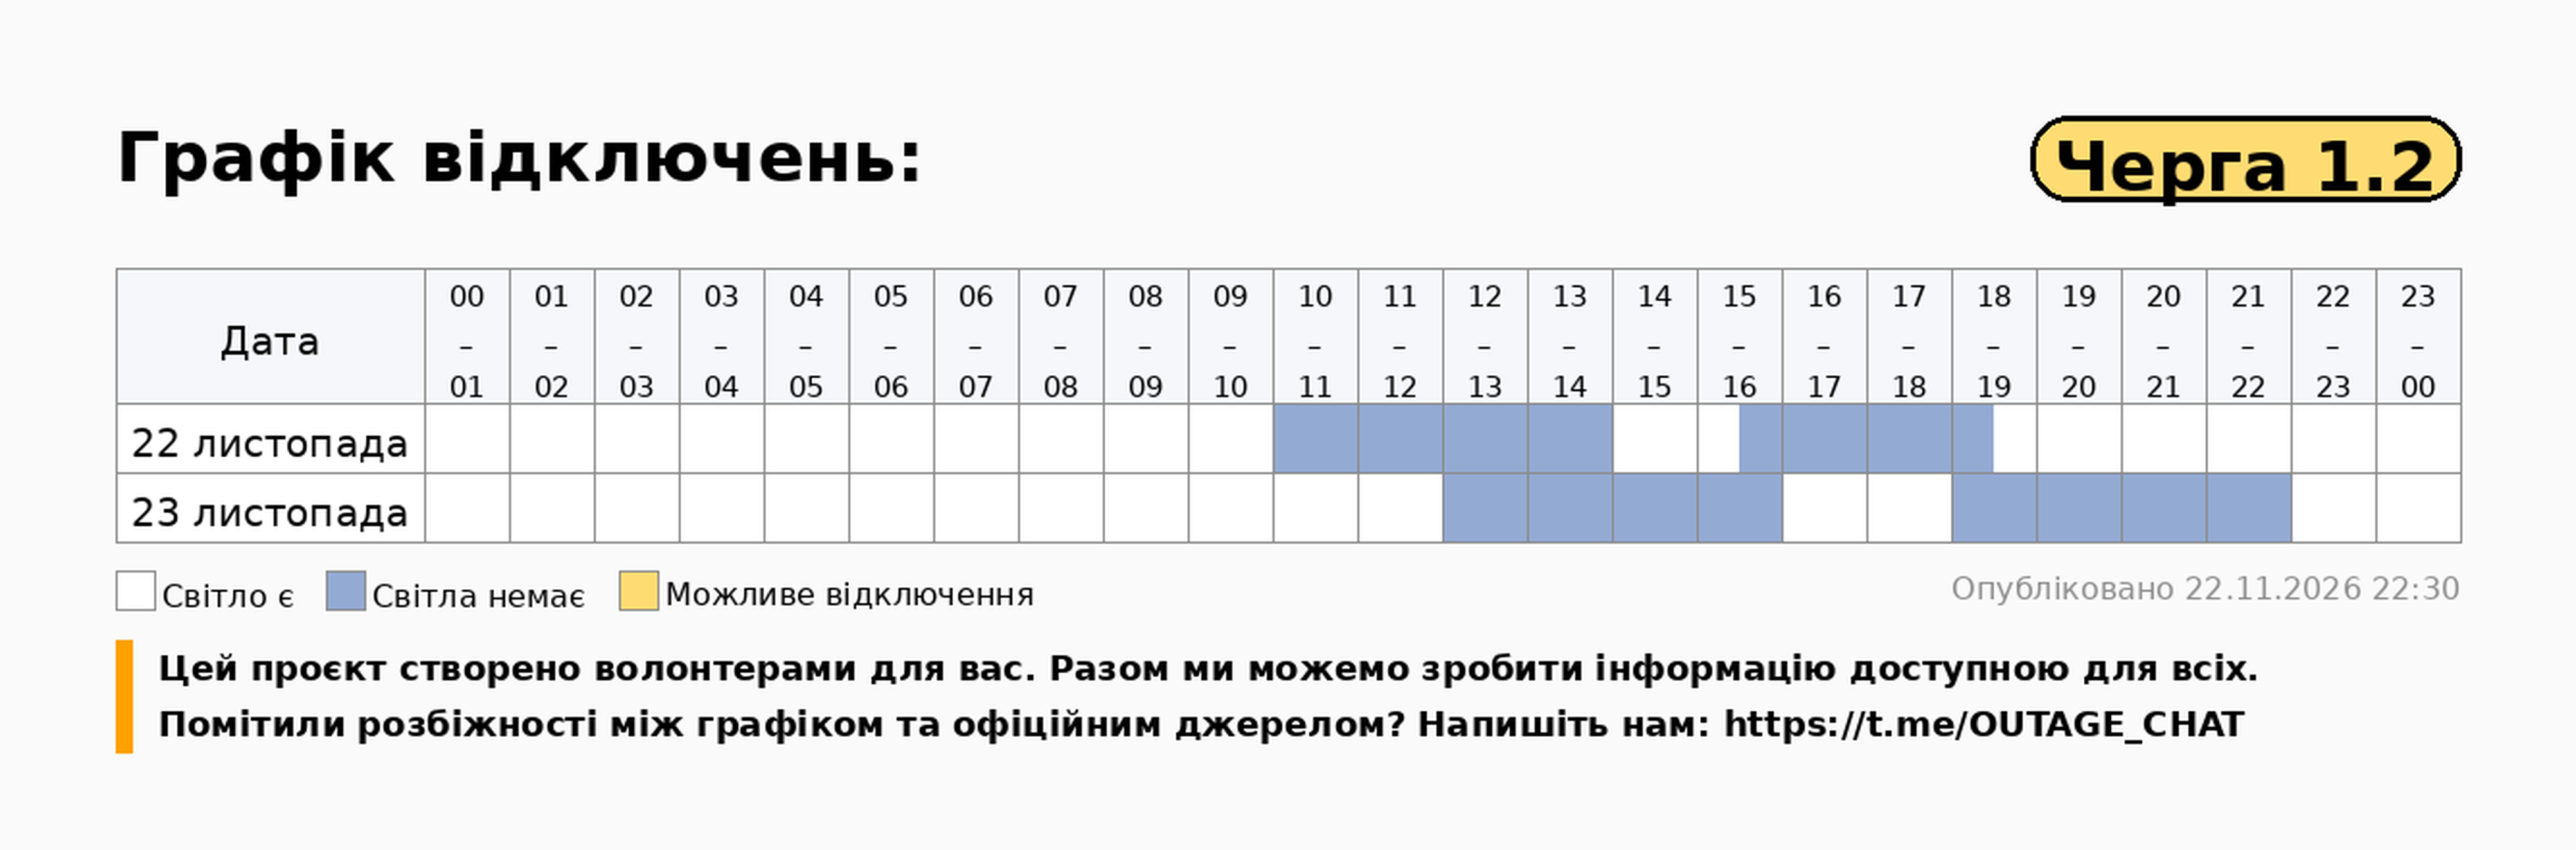 Графік відключень:
Черга 1.2
Дата 00–01 01–02 02–03 03–04 04–05 05–06 06–07 07–08 08–09 09–10 10–11 11–12 12–13 13–14 14–15 15–16 16–17 17–18 18–19 19–20 20–21 21–22 22–23 23–00
22 листопада
23 листопада
Світло є Світла немає Можливе відключення
Опубліковано 22.11.2026 22:30
Цей проєкт створено волонтерами для вас. Разом ми можемо зробити інформацію доступною для всіх.
Помітили розбіжності між графіком та офіційним джерелом? Напишіть нам: https://t.me/OUTAGE_CHAT